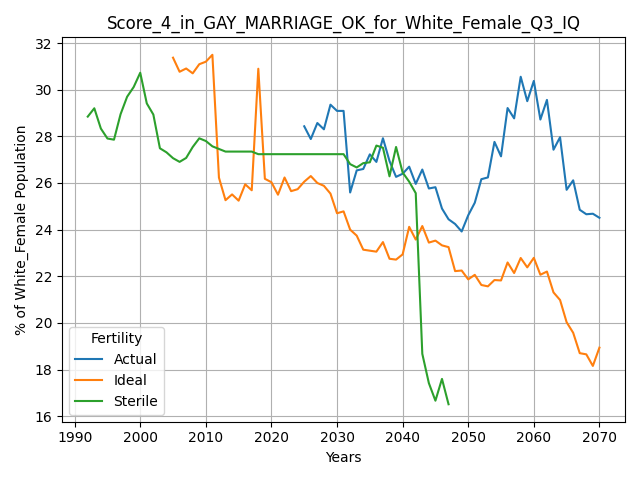 Score_4_in_GAY_MARRIAGE_OK_for_White_Female_Q3_IQ
% of White_Female Population
32
30
28
26
24
22
20
18
16
Fertility
Actual
Ideal
Sterile
1990 2000 2010 2020 2030 2040 2050 2060 2070
Years